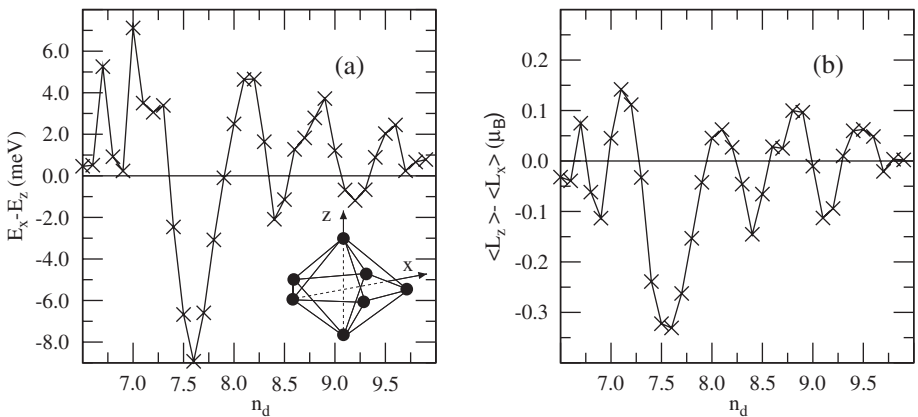 (a)
6.0
4.0
2.0
0.0
-2.0
-4.0
-6.0
-8.0
E_x-E_z (meV)
z
x
7.0 7.5 8.0 8.5 9.0 9.5
n_d
(b)
0.2
0.1
0.0
-0.1
-0.2
-0.3
<L_z>-<L_x> (μ_B)
7.0 7.5 8.0 8.5 9.0 9.5
n_d